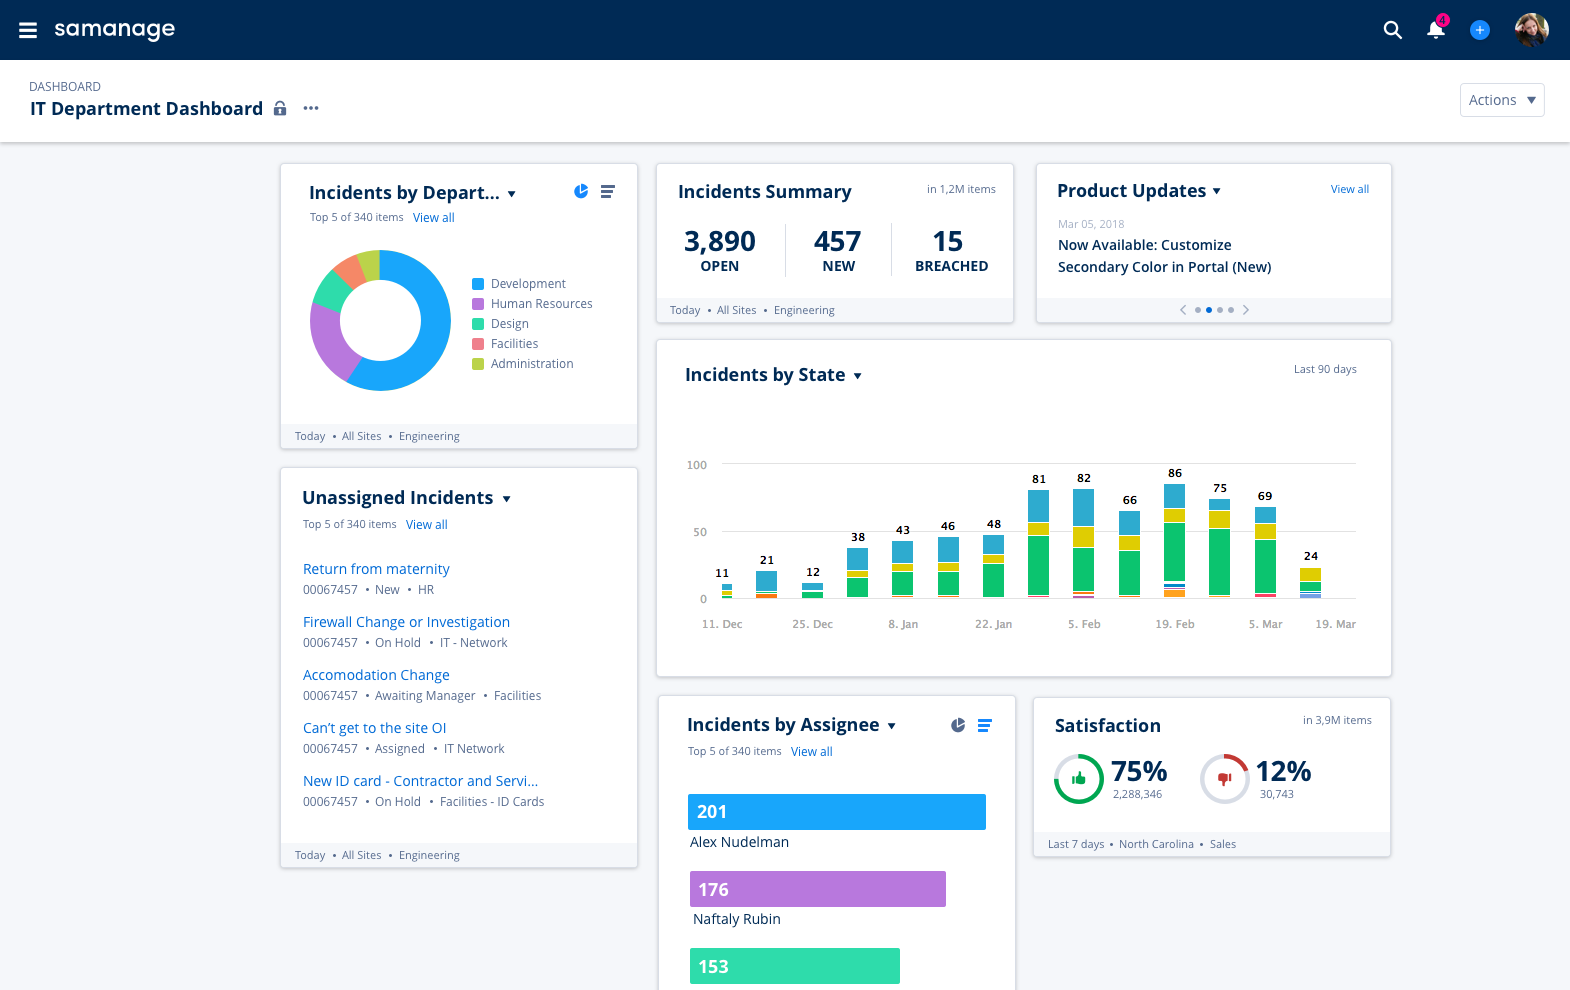 samanage
4
DASHBOARD
IT Department Dashboard
Actions
Incidents by Depart...
Top 5 of 340 items View all
Development
Human Resources
Design
Facilities
Administration
Today • All Sites • Engineering
Incidents Summary
in 1,2M items
3,890 457 15
OPEN NEW BREACHED
Today • All Sites • Engineering
Product Updates
View all
Mar 05, 2018
Now Available: Customize
Secondary Color in Portal (New)
Unassigned Incidents
Top 5 of 340 items View all
Return from maternity
00067457 • New • HR
Firewall Change or Investigation
00067457 • On Hold • IT - Network
Accomodation Change
00067457 • Awaiting Manager • Facilities
Can't get to the site OI
00067457 • Assigned • IT Network
New ID card - Contractor and Servi...
00067457 • On Hold • Facilities - ID Cards
Today • All Sites • Engineering
Incidents by State
Last 90 days
100
50
0
11 21 12 38 43 46 48 81 82 66 86 75 69 24
11. Dec 25. Dec 8. Jan 22. Jan 5. Feb 19. Feb 5. Mar 19. Mar
Incidents by Assignee
Top 5 of 340 items View all
201
Alex Nudelman
176
Naftaly Rubin
153
Satisfaction
in 3,9M items
75% 12%
2,288,346 30,743
Last 7 days • North Carolina • Sales